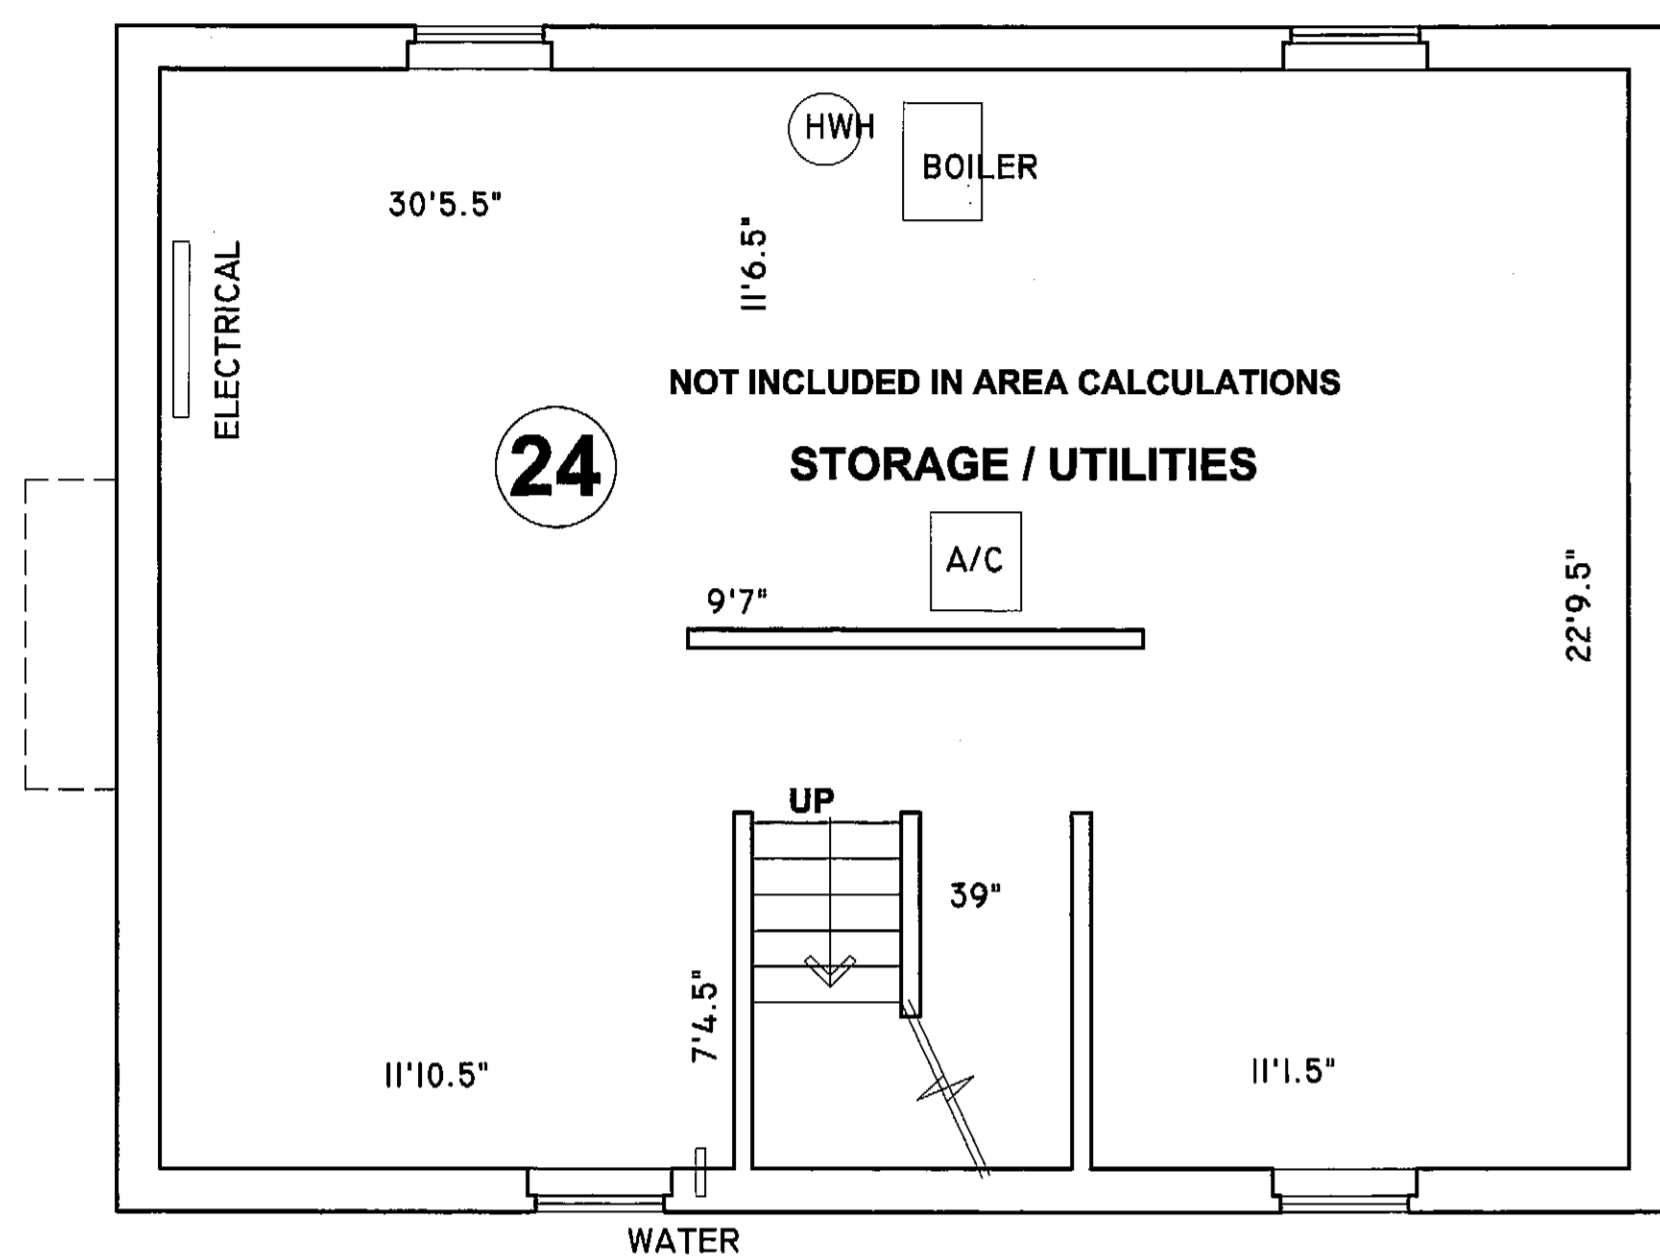 HWH
BOILER
30'5.5"
11'6.5"
ELECTRICAL
NOT INCLUDED IN AREA CALCULATIONS
24
STORAGE / UTILITIES
A/C
9'7"
22'9.5"
UP
39"
7'4.5"
11'10.5"
11'1.5"
WATER